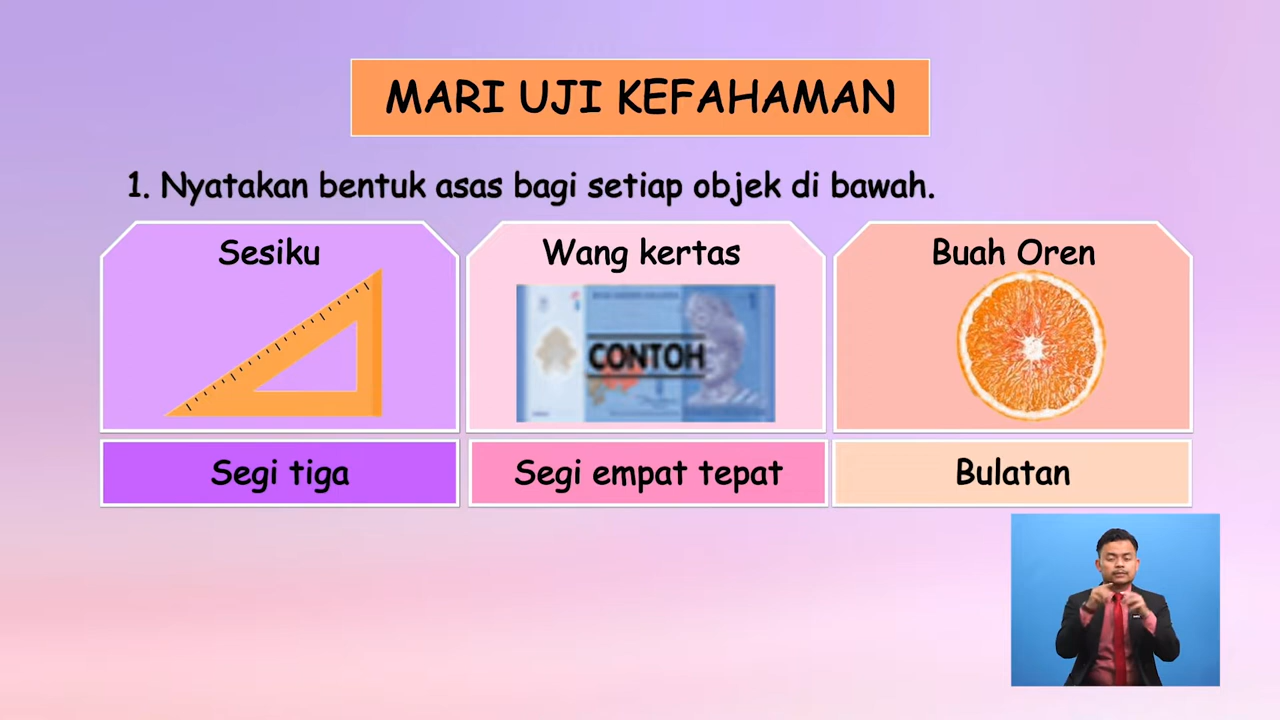 MARI UJI KEFAHAMAN
1. Nyatakan bentuk asas bagi setiap objek di bawah.
Sesiku
Wang kertas
Buah Oren
CONTOH
Segi tiga
Segi empat tepat
Bulatan